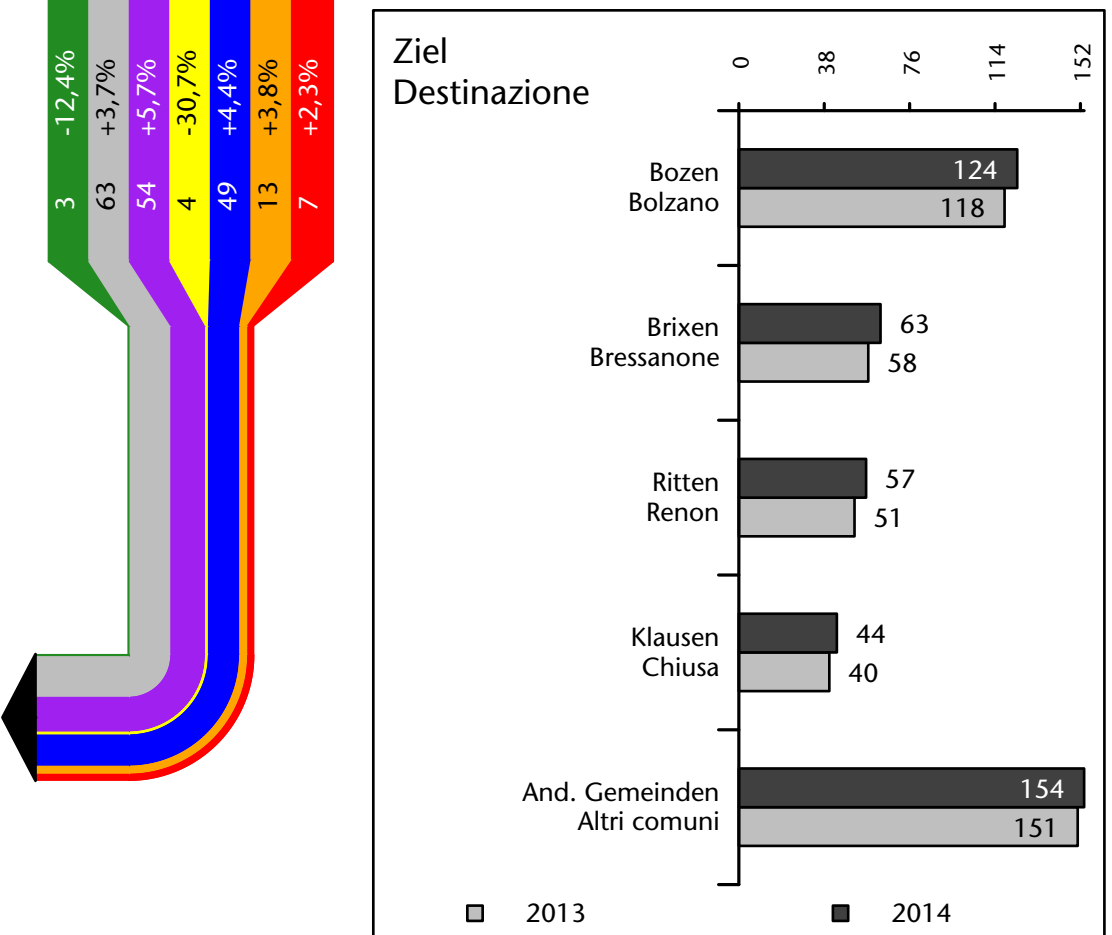 3 -12,4%
63 +3,7%
54 +5,7%
4 -30,7%
49 +4,4%
13 +3,8%
7 +2,3%
Ziel
Destinazione
0 38 76 114 152
Bozen
Bolzano
124
118
Brixen
Bressanone
63
58
Ritten
Renon
57
51
Klausen
Chiusa
44
40
And. Gemeinden
Altri comuni
154
151
2013 2014